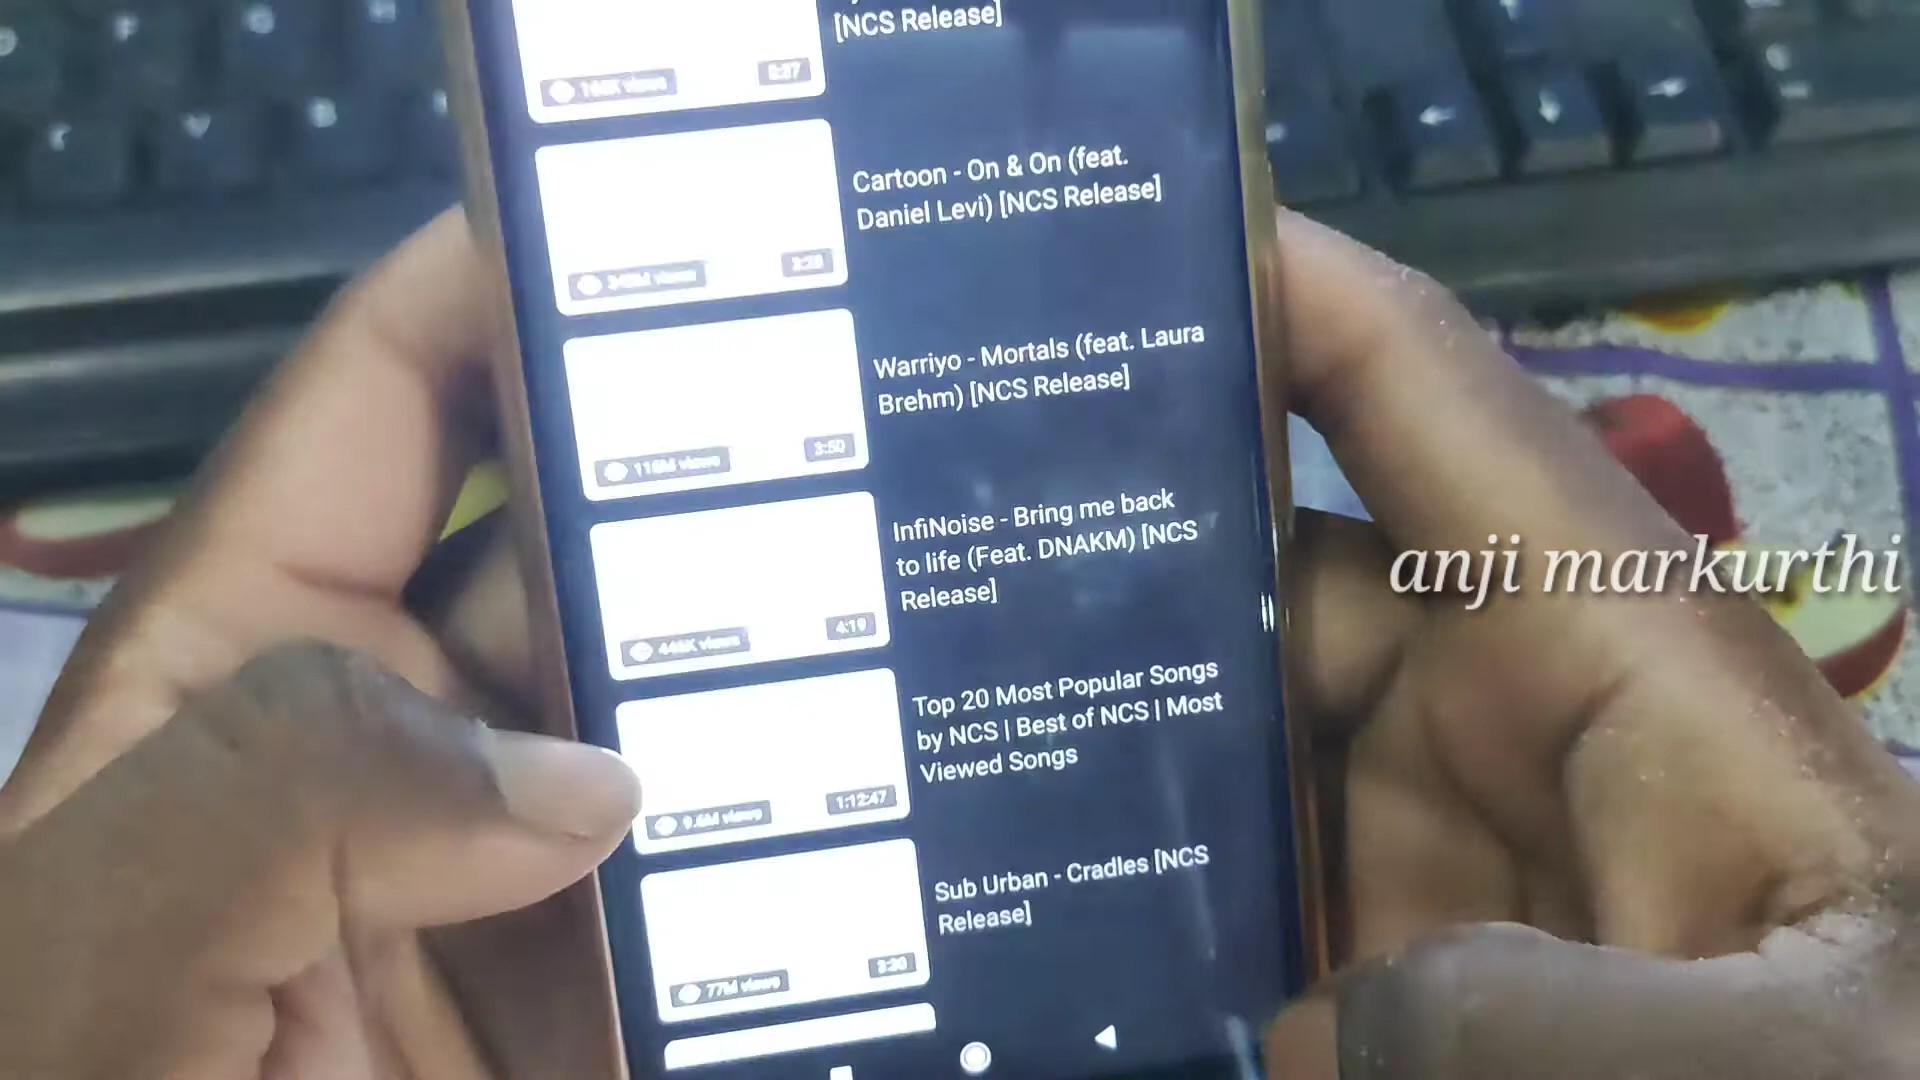 [NCS Release]
Cartoon - On & On (feat.
Daniel Levi) [NCS Release]
Warriyo - Mortals (feat. Laura
Brehm) [NCS Release]
3:50
InfiNoise - Bring me back
to life (Feat. DNAKM) [NCS
Release]
4:19
Top 20 Most Popular Songs
by NCS | Best of NCS | Most
Viewed Songs
1:12:47
Sub Urban - Cradles [NCS
Release]
77M views
anji markurthi